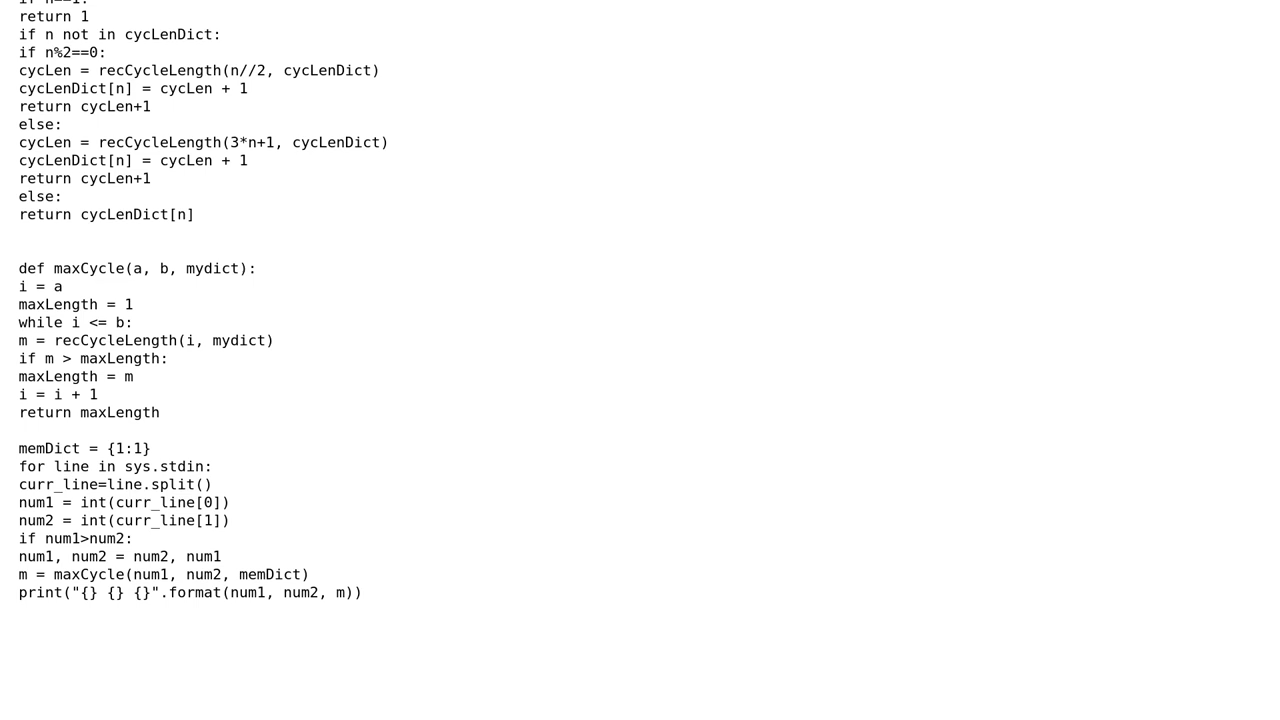 if n==1:
return 1
if n not in cycLenDict:
if n%2==0:
cycLen = recCycleLength(n//2, cycLenDict)
cycLenDict[n] = cycLen + 1
return cycLen+1
else:
cycLen = recCycleLength(3*n+1, cycLenDict)
cycLenDict[n] = cycLen + 1
return cycLen+1
else:
return cycLenDict[n]
def maxCycle(a, b, mydict):
i = a
maxLength = 1
while i <= b:
m = recCycleLength(i, mydict)
if m > maxLength:
maxLength = m
i = i + 1
return maxLength
memDict = {1:1}
for line in sys.stdin:
curr_line=line.split()
num1 = int(curr_line[0])
num2 = int(curr_line[1])
if num1>num2:
num1, num2 = num2, num1
m = maxCycle(num1, num2, memDict)
print("{} {} {}".format(num1, num2, m))